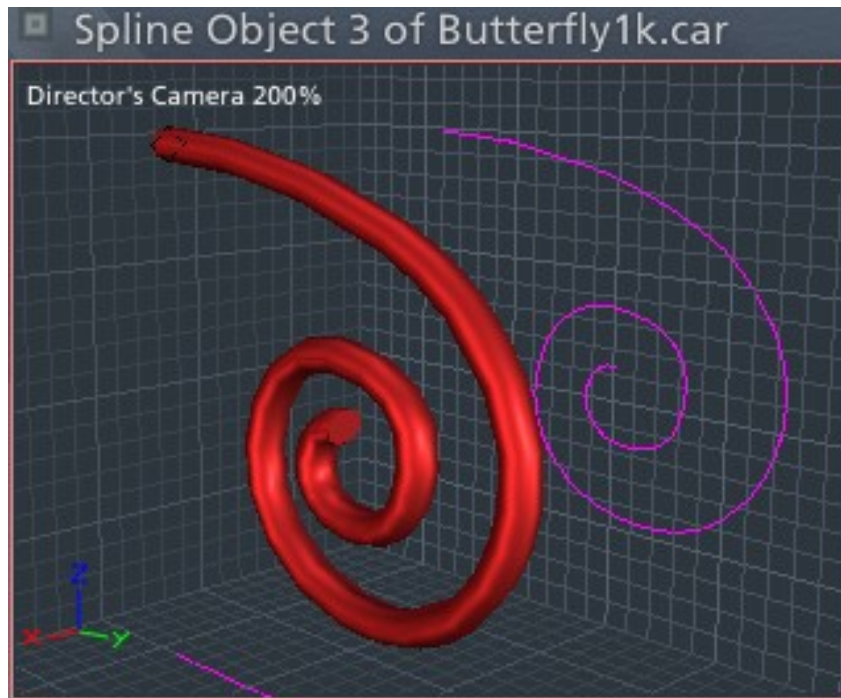 Spline Object 3 of Butterfly1k.car
Director's Camera 200%
Z
X
Y